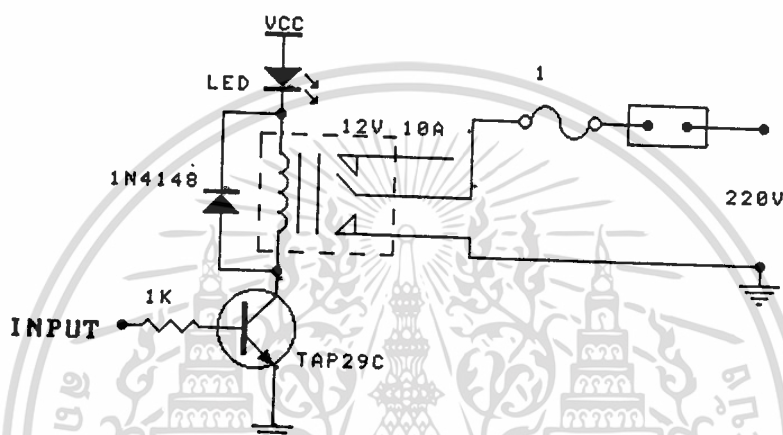 VCC
LED
1
12V 10A
1N4148
220V
1K
INPUT
TAP29C